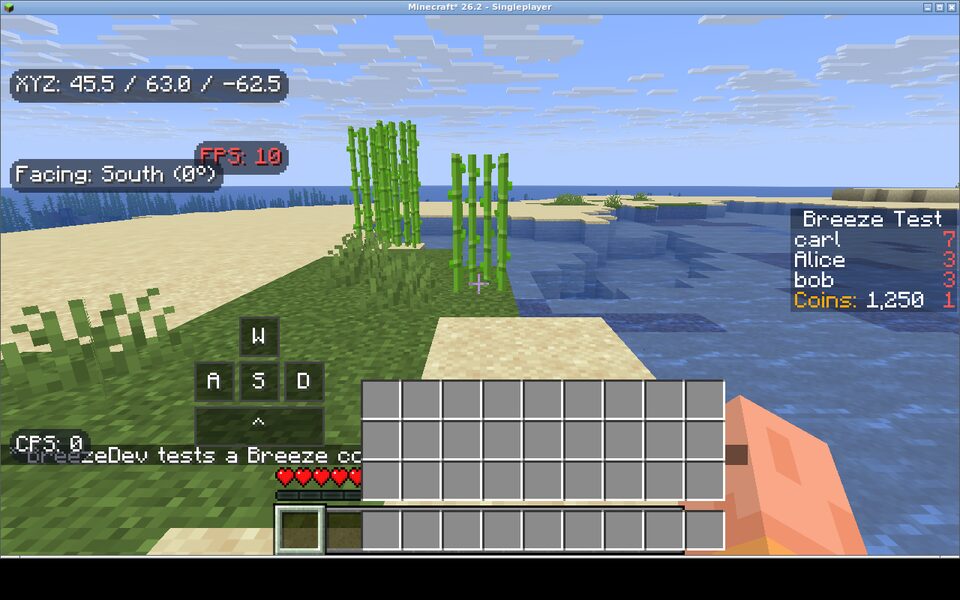 Minecraft* 26.2 - Singleplayer
XYZ: 45.5 / 63.0 / -62.5
FPS: 10
Facing: South (0°)
Breeze Test
carl 7
Alice 3
bob 3
Coins: 1,250 1
W
A S D
^
CPS: 0
BreezeDev tests a Breeze